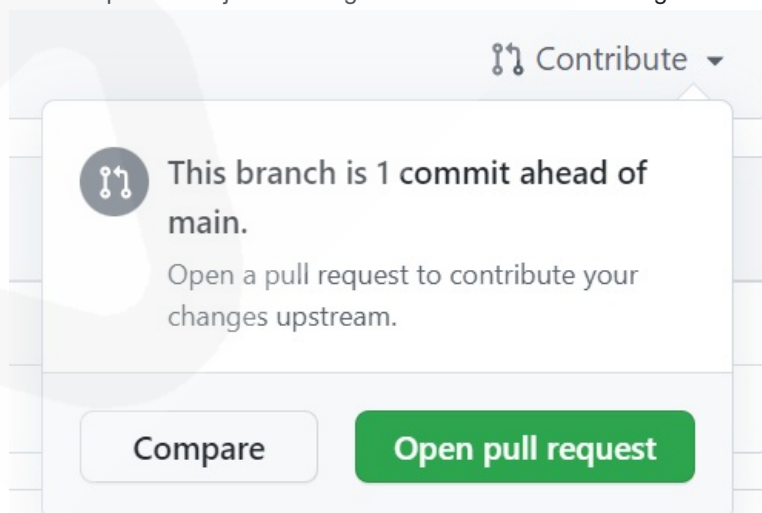 Contribute
This branch is 1 commit ahead of
main.
Open a pull request to contribute your
changes upstream.
Compare
Open pull request